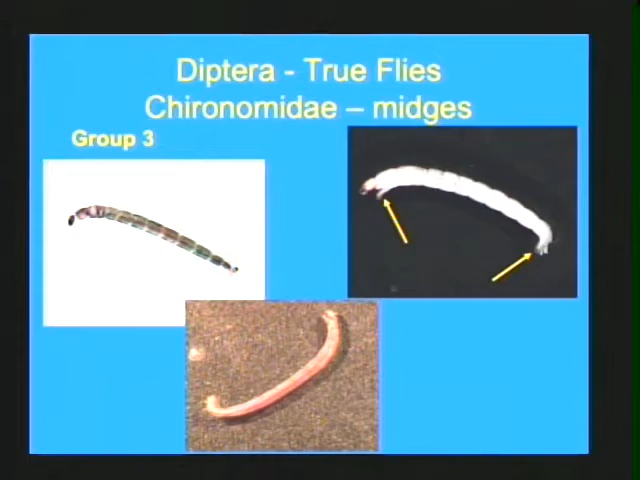 Diptera - True Flies
Chironomidae – midges
Group 3